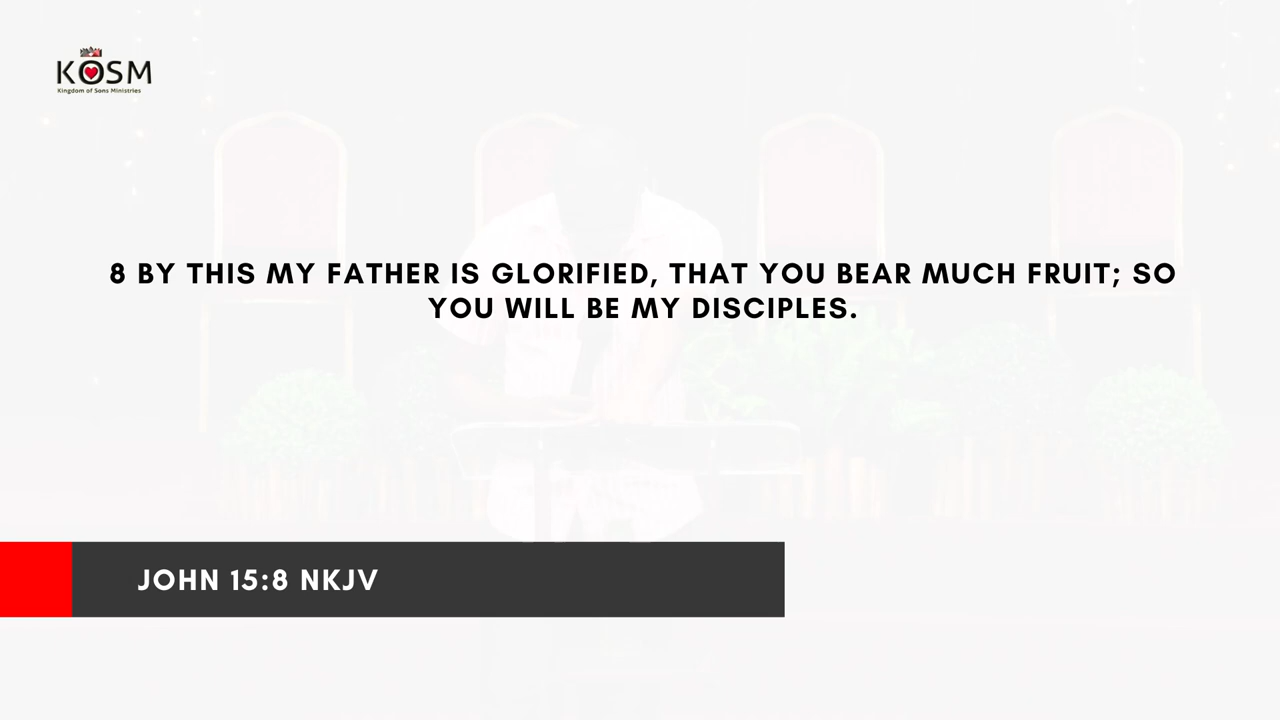 KOSM
Kingdom of Sons Ministries
8 BY THIS MY FATHER IS GLORIFIED, THAT YOU BEAR MUCH FRUIT; SO
YOU WILL BE MY DISCIPLES.
JOHN 15:8 NKJV